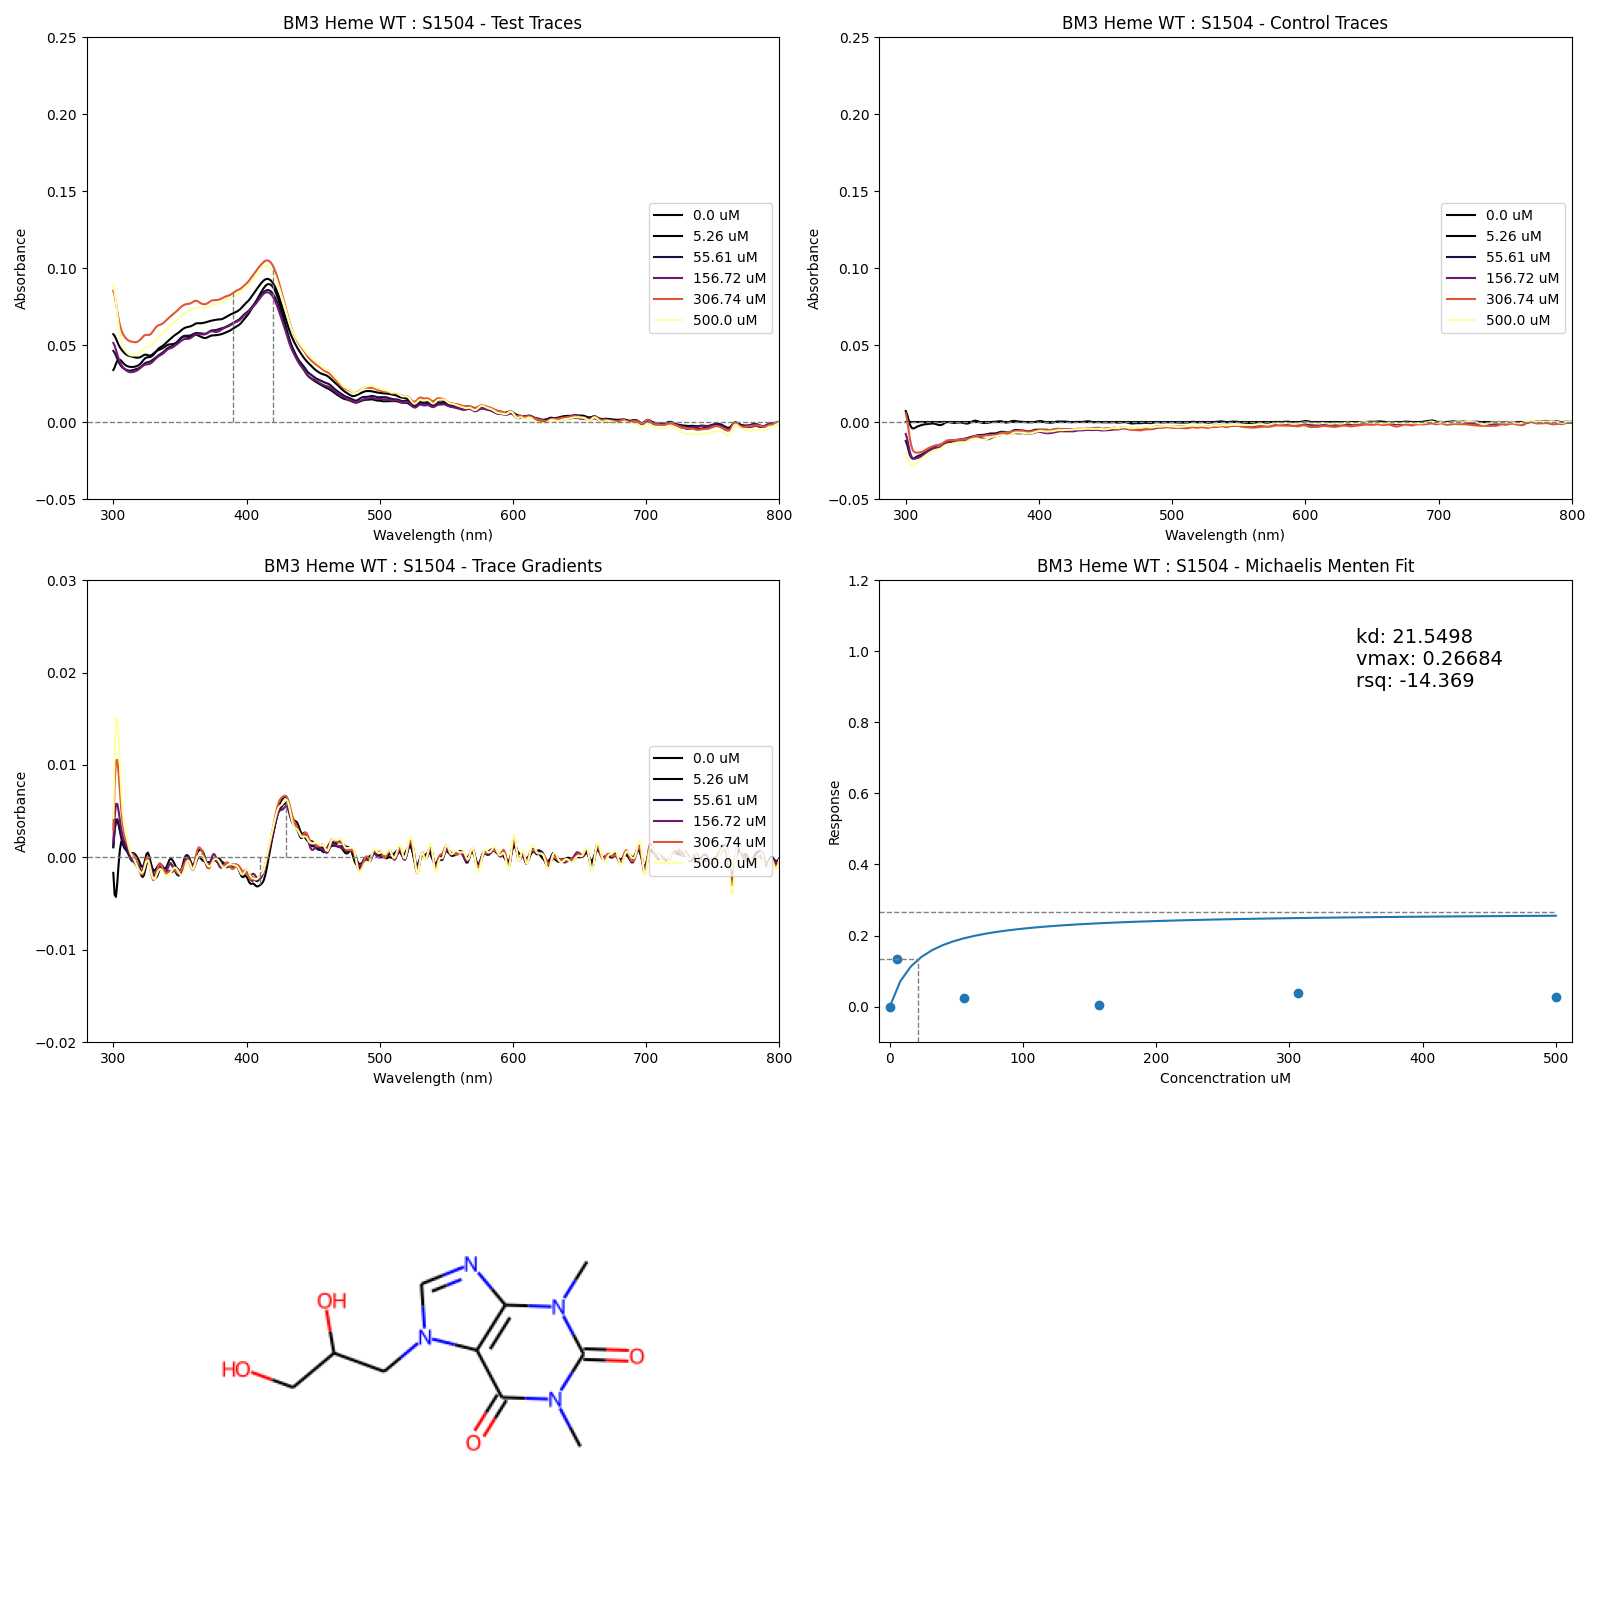 BM3 Heme WT : S1504 - Test Traces
Absorbance
0.25
0.20
0.15
0.10
0.05
0.00
−0.05
300 400 500 600 700 800
Wavelength (nm)
0.0 uM
5.26 uM
55.61 uM
156.72 uM
306.74 uM
500.0 uM
BM3 Heme WT : S1504 - Control Traces
Absorbance
0.25
0.20
0.15
0.10
0.05
0.00
−0.05
300 400 500 600 700 800
Wavelength (nm)
0.0 uM
5.26 uM
55.61 uM
156.72 uM
306.74 uM
500.0 uM
BM3 Heme WT : S1504 - Trace Gradients
Absorbance
0.03
0.02
0.01
0.00
−0.01
−0.02
300 400 500 600 700 800
Wavelength (nm)
0.0 uM
5.26 uM
55.61 uM
156.72 uM
306.74 uM
500.0 uM
BM3 Heme WT : S1504 - Michaelis Menten Fit
Response
1.2
1.0
0.8
0.6
0.4
0.2
0.0
0 100 200 300 400 500
Concenctration uM
kd: 21.5498
vmax: 0.26684
rsq: -14.369
N
OH
N
N
HO
O
N
O